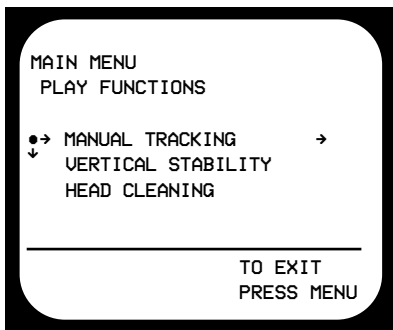 MAIN MENU
PLAY FUNCTIONS
MANUAL TRACKING
VERTICAL STABILITY
HEAD CLEANING
TO EXIT
PRESS MENU